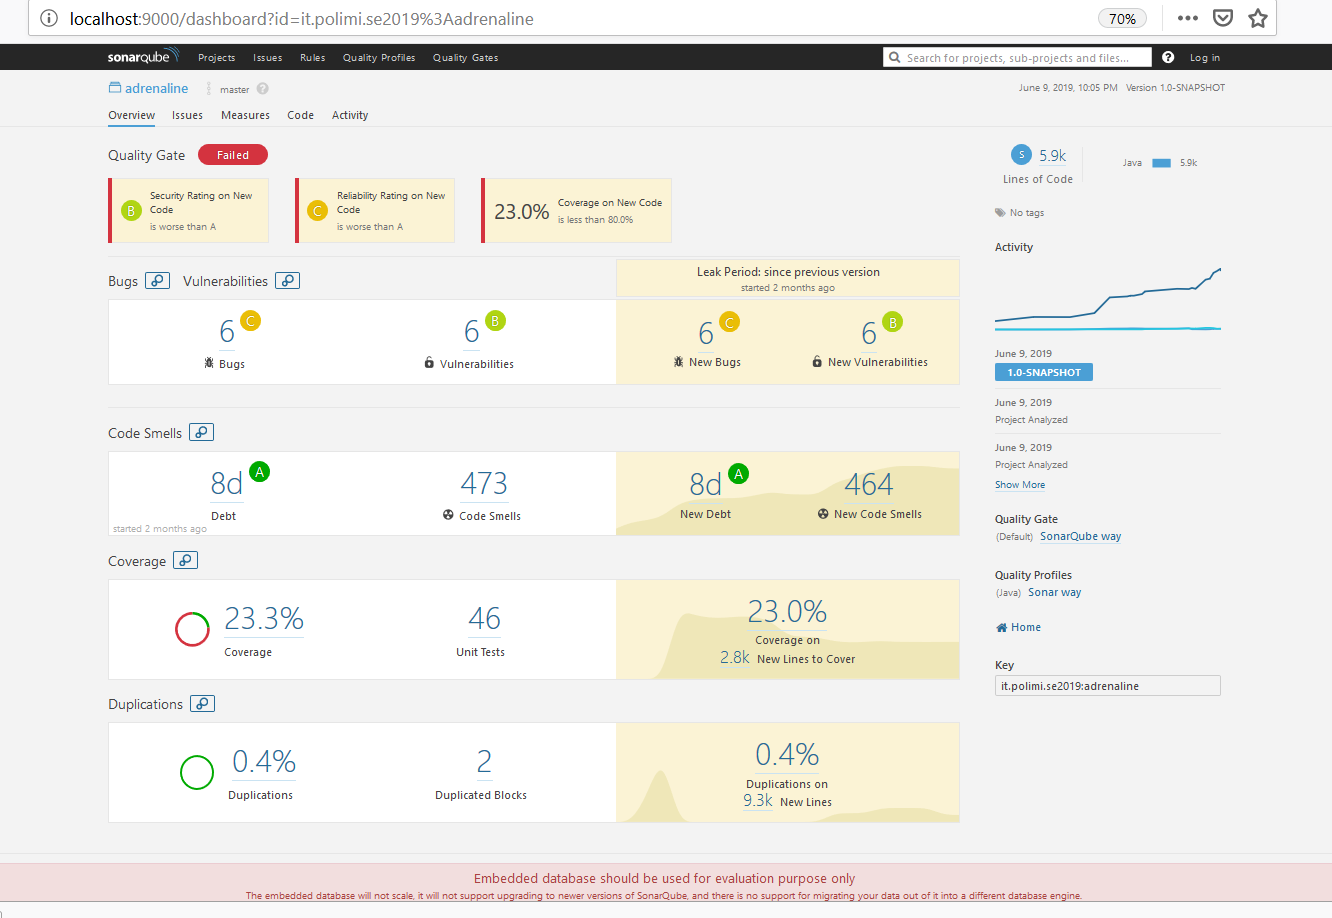 localhost:9000/dashboard?id=it.polimi.se2019%3Aadrenaline
70%
sonarqube Projects Issues Rules Quality Profiles Quality Gates
Search for projects, sub-projects and files...
? Log in
adrenaline master ?
June 9, 2019, 10:05 PM Version 1.0-SNAPSHOT
Overview Issues Measures Code Activity
Quality Gate Failed
B Security Rating on New Code
is worse than A
C Reliability Rating on New Code
is worse than A
23.0% Coverage on New Code
is less than 80.0%
Bugs Vulnerabilities
Leak Period: since previous version
started 2 months ago
6 C
Bugs
6 B
Vulnerabilities
6 C
New Bugs
6 B
New Vulnerabilities
Code Smells
8d A
Debt
started 2 months ago
473
Code Smells
8d A
New Debt
464
New Code Smells
Coverage
23.3%
Coverage
46
Unit Tests
23.0%
Coverage on
2.8k New Lines to Cover
Duplications
0.4%
Duplications
2
Duplicated Blocks
0.4%
Duplications on
9.3k New Lines
S 5.9k
Lines of Code
Java 5.9k
No tags
Activity
June 9, 2019
1.0-SNAPSHOT
June 9, 2019
Project Analyzed
June 9, 2019
Project Analyzed
Show More
Quality Gate
(Default) SonarQube way
Quality Profiles
(Java) Sonar way
Home
Key
it.polimi.se2019:adrenaline
Embedded database should be used for evaluation purpose only
The embedded database will not scale, it will not support upgrading to newer versions of SonarQube, and there is no support for migrating your data out of it into a different database engine.